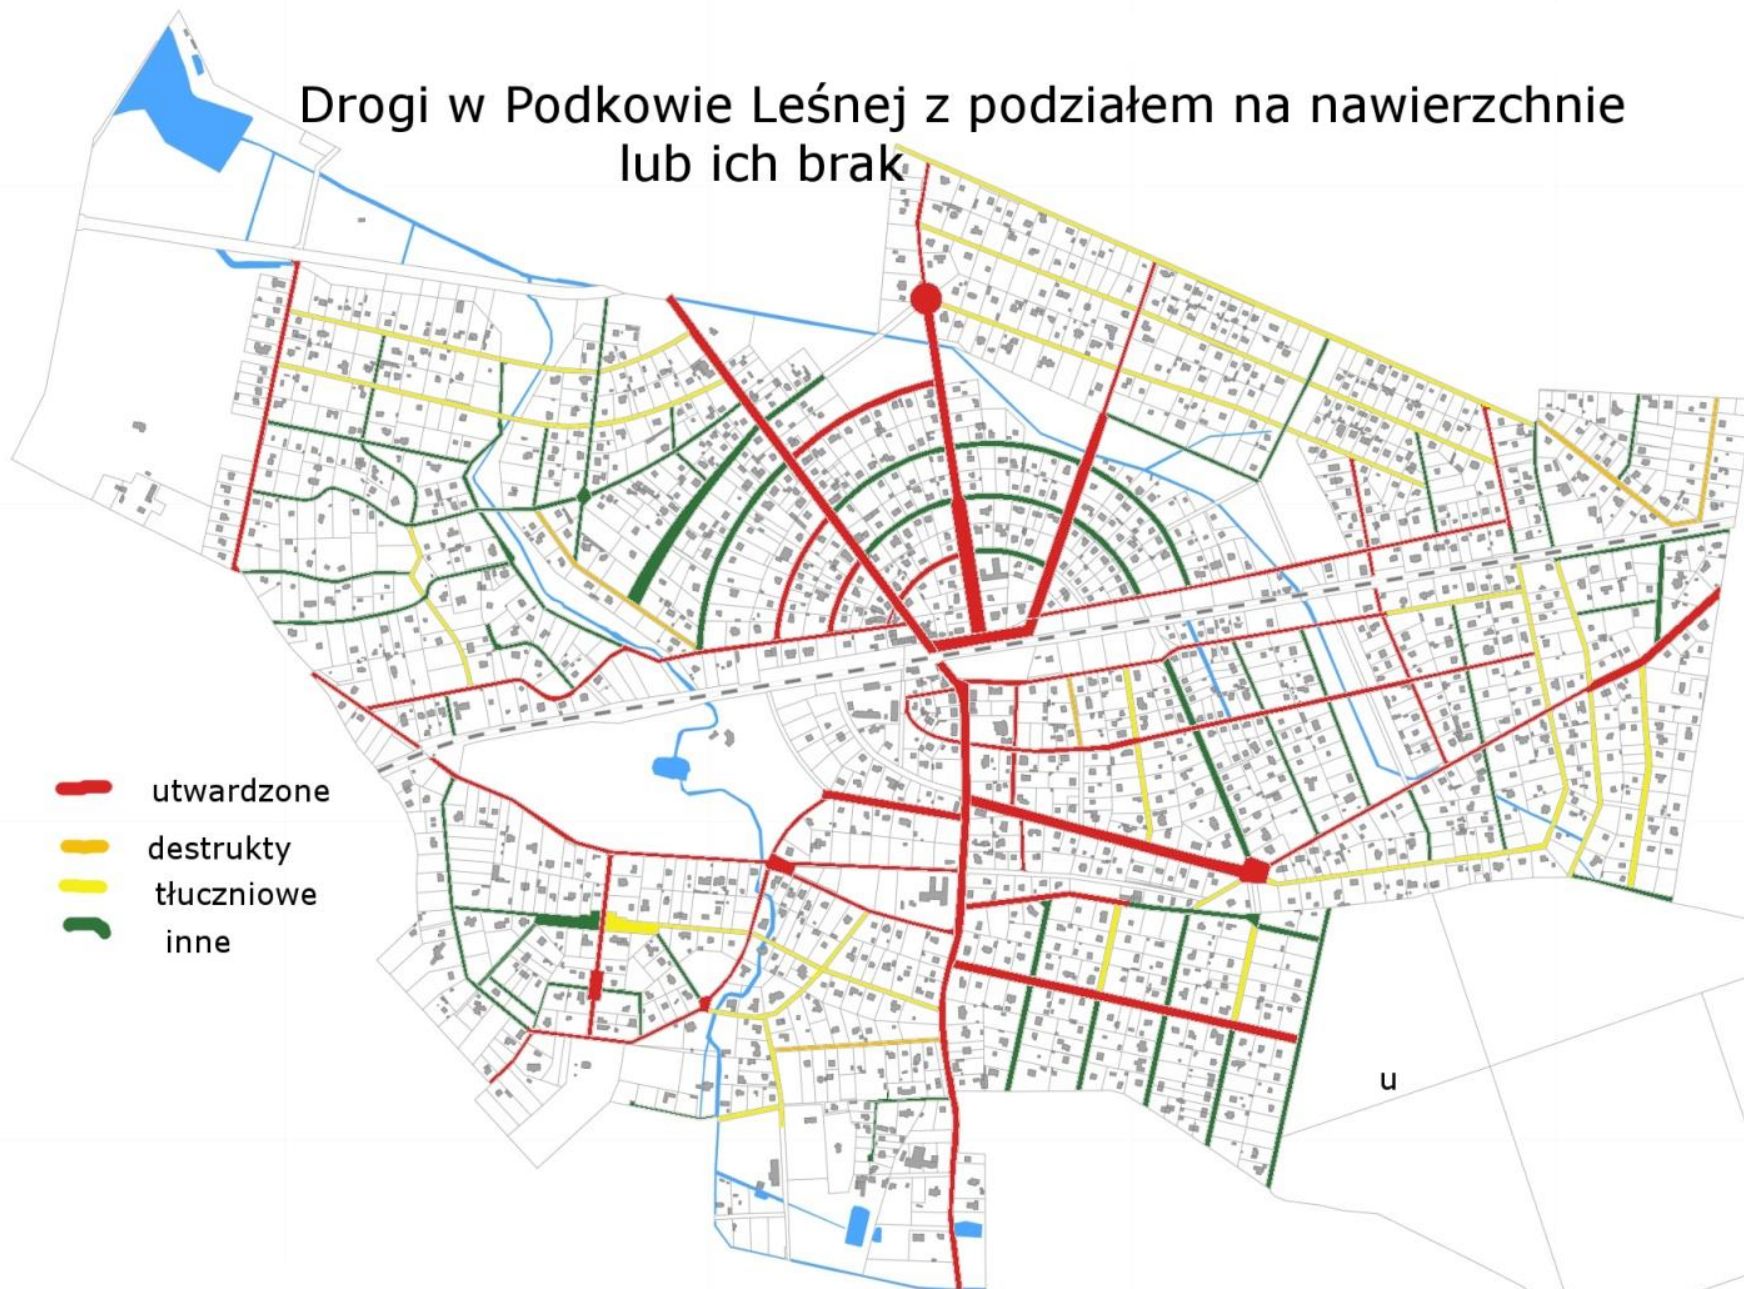 Drogi w Podkowie Leśnej z podziałem na nawierzchnie
lub ich brak
utwardzone
destrukty
tłuczniowe
inne
u